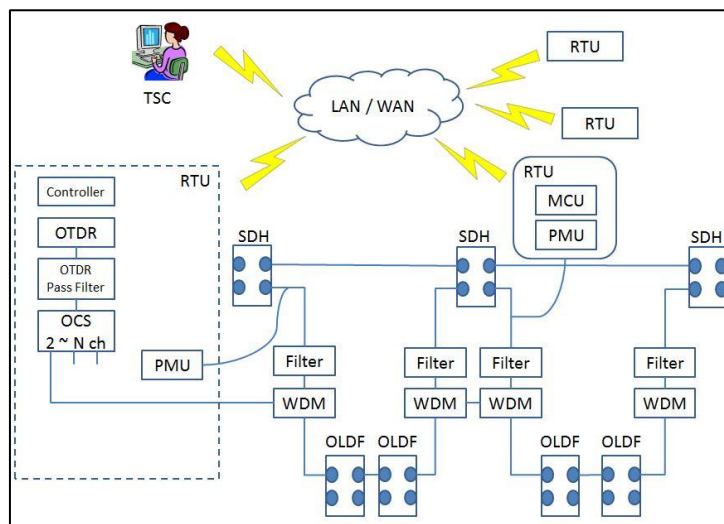 TSC
LAN / WAN
RTU
RTU
RTU
Controller
OTDR
OTDR
Pass Filter
OCS
2 ~ N ch
PMU
RTU
MCU
PMU
SDH
SDH
SDH
Filter
Filter
Filter
Filter
WDM
WDM
WDM
WDM
OLDF
OLDF
OLDF
OLDF